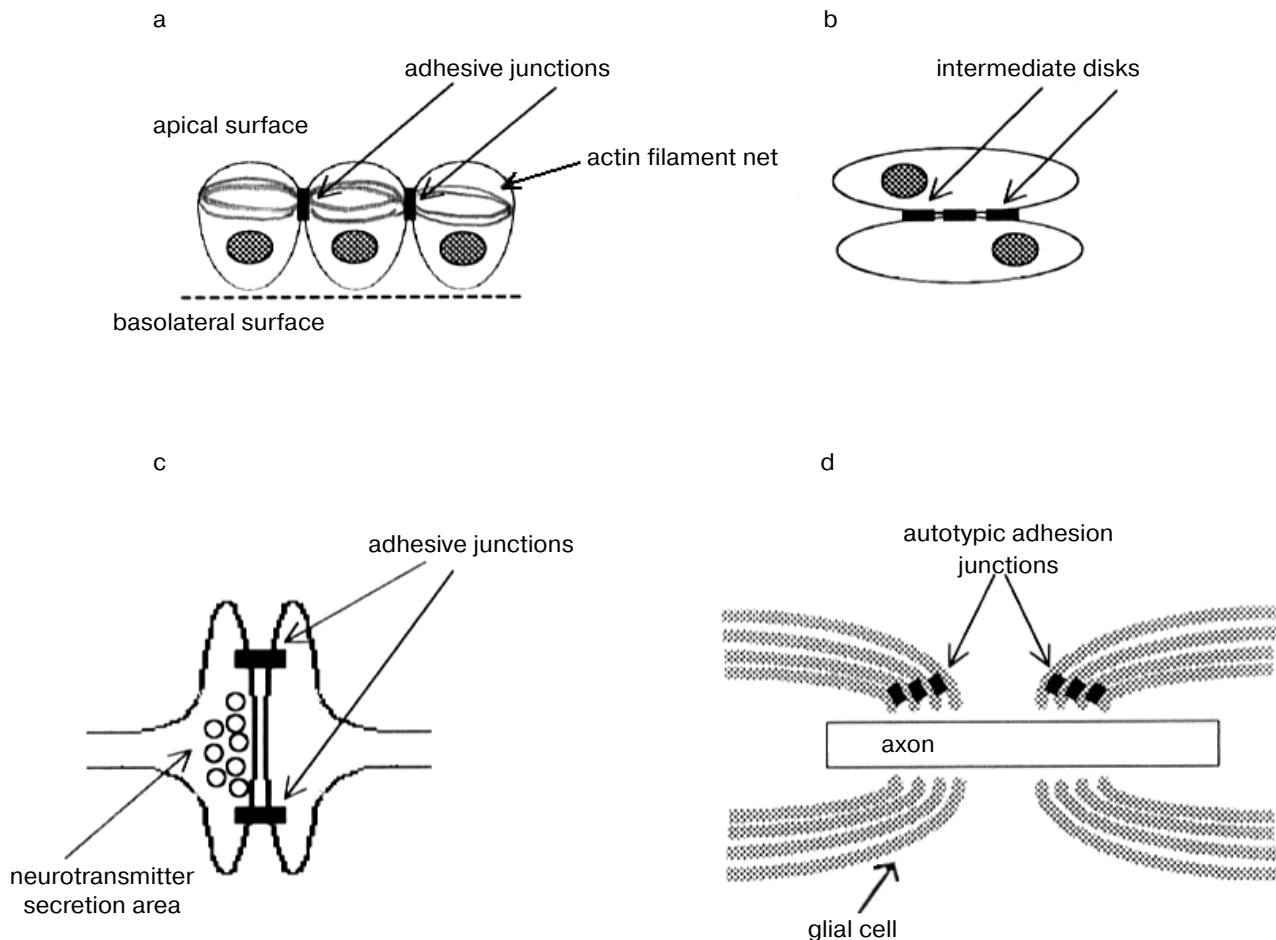 a
adhesive junctions
apical surface
actin filament net
basolateral surface
b
intermediate disks
c
adhesive junctions
neurotransmitter
secretion area
d
autotypic adhesion
junctions
axon
glial cell